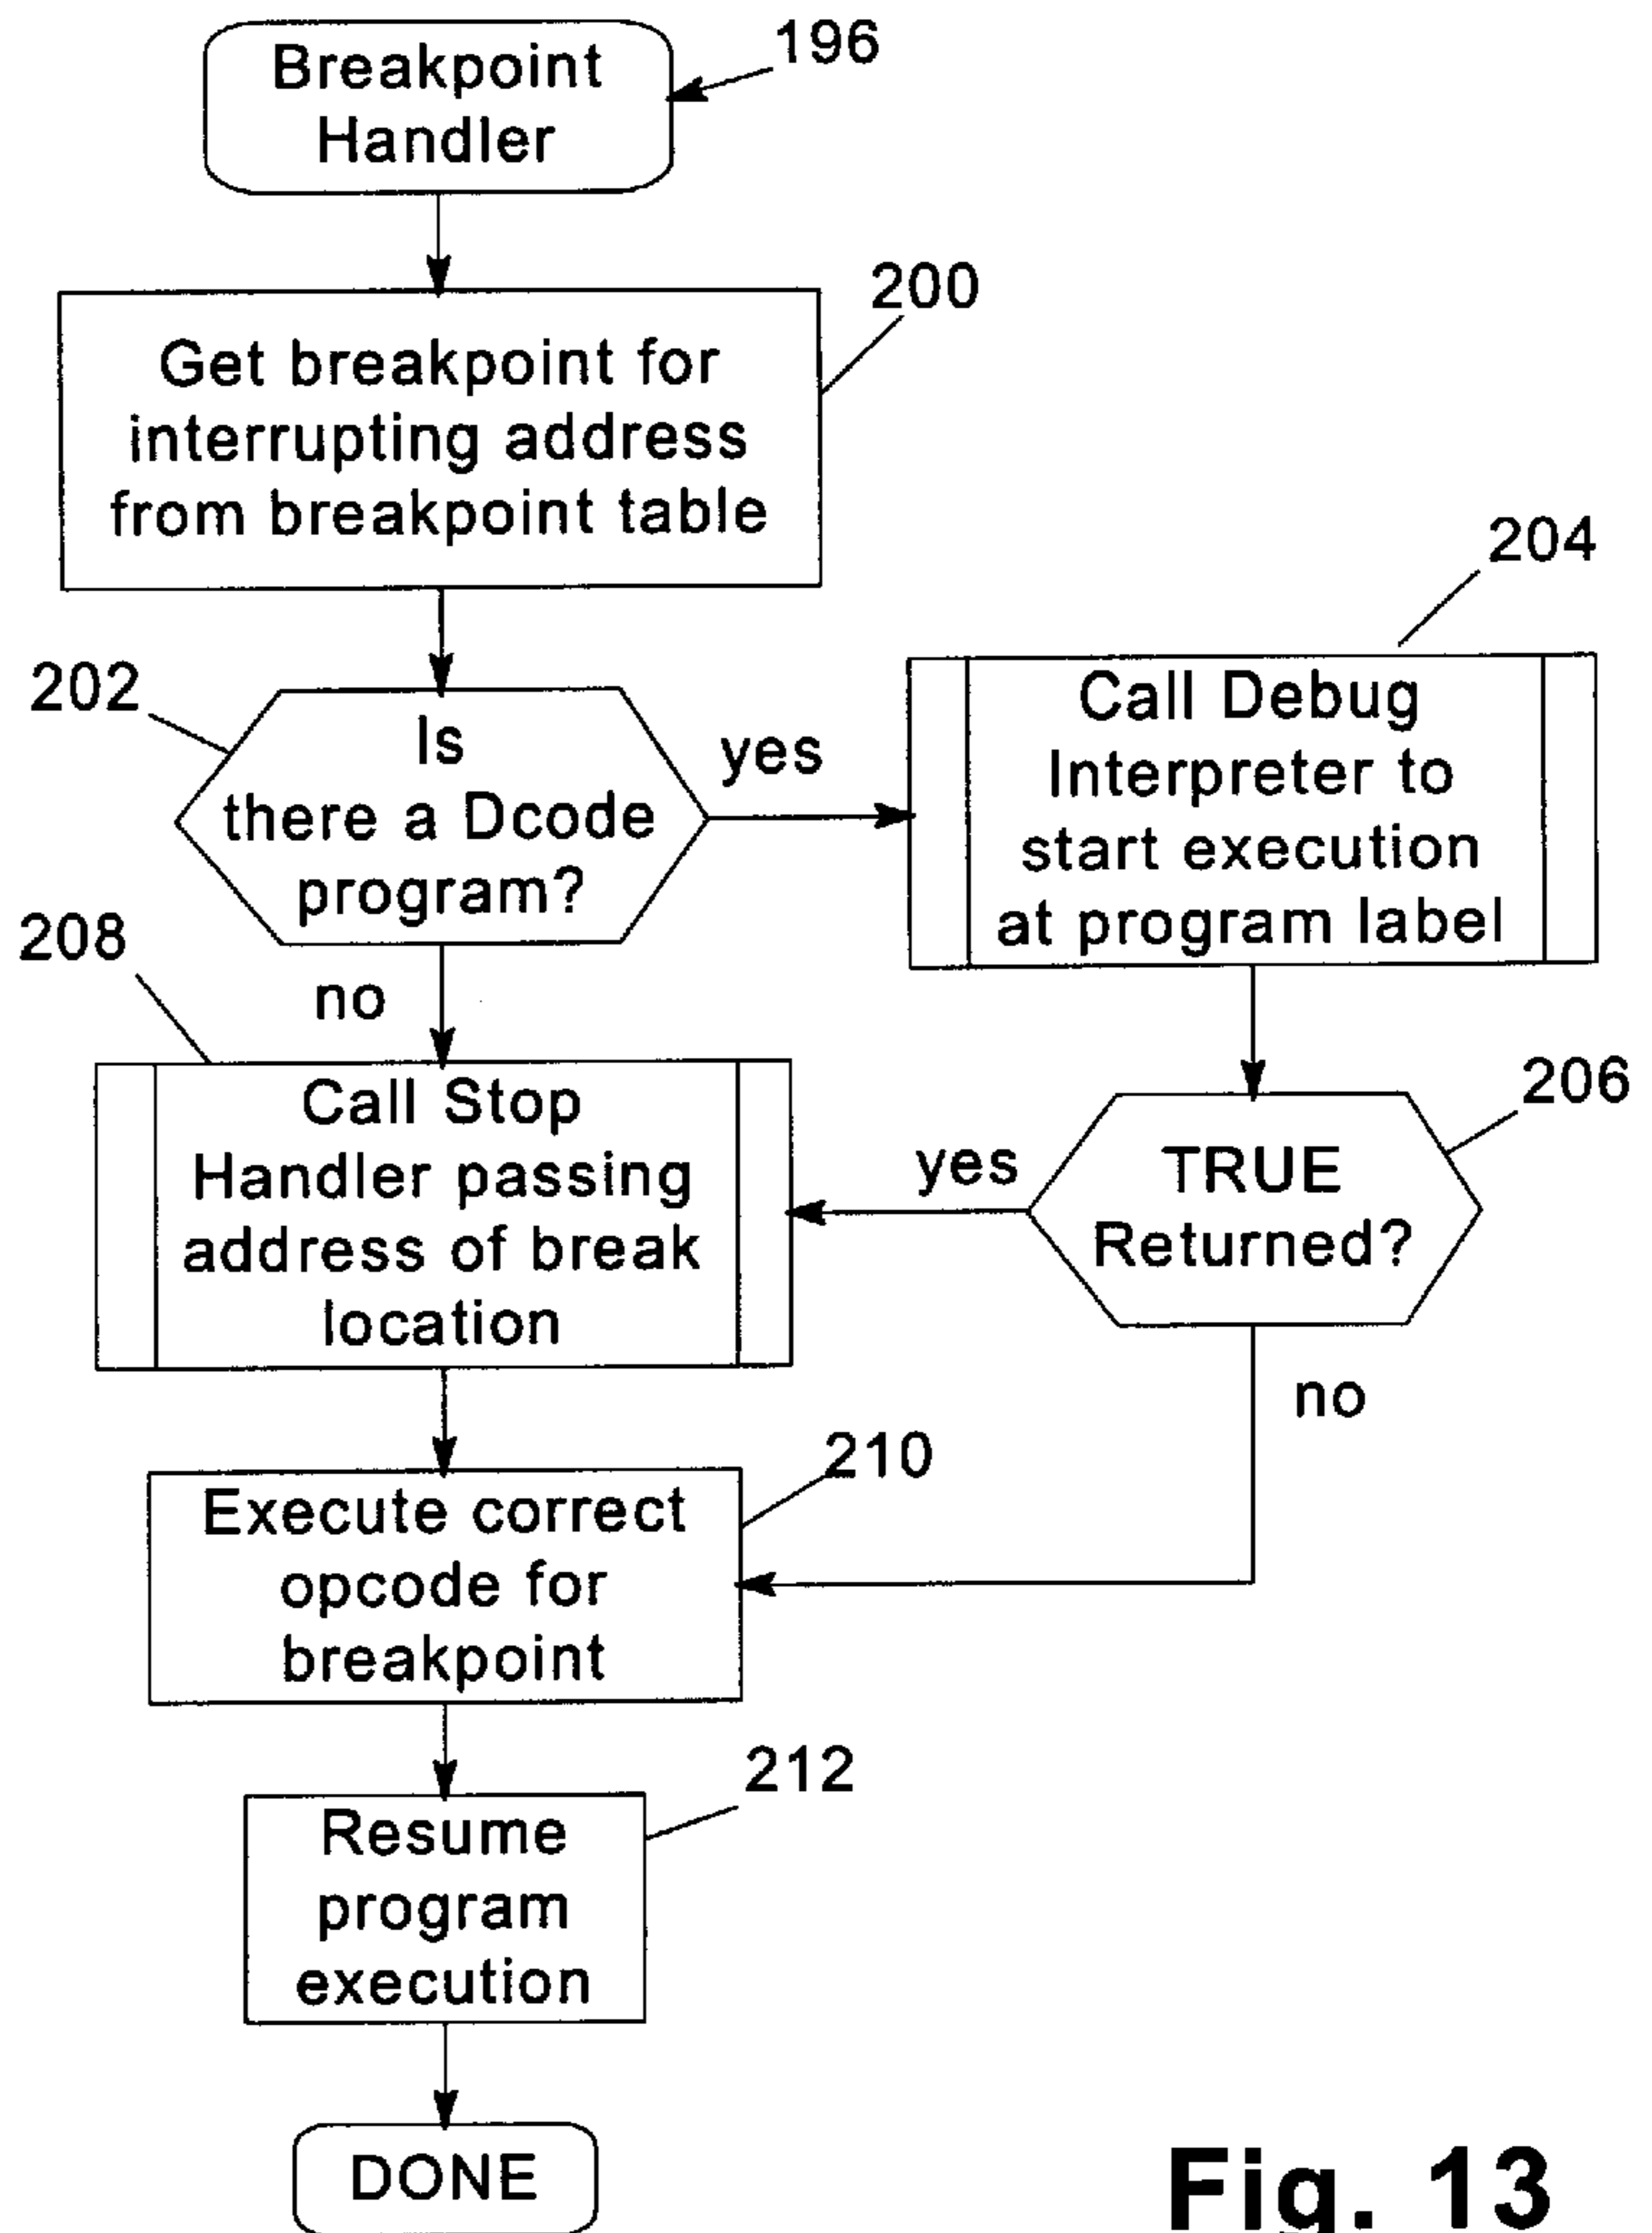 Breakpoint
Handler
196
Get breakpoint for
interrupting address
from breakpoint table
200
202
Is
there a Dcode
program?
yes
no
204
Call Debug
Interpreter to
start execution
at program label
206
TRUE
Returned?
yes
no
208
Call Stop
Handler passing
address of break
location
210
Execute correct
opcode for
breakpoint
212
Resume
program
execution
DONE
Fig. 13